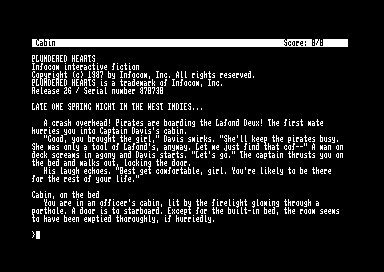 Cabin Score: 0/0
PLUNDERED HEARTS
Infocom interactive fiction
Copyright (c) 1987 by Infocom, Inc. All rights reserved.
PLUNDERED HEARTS is a trademark of Infocom, Inc.
Release 26 / Serial number 870730
LATE ONE SPRING NIGHT IN THE WEST INDIES...
A crash overhead! Pirates are boarding the Lafond Deux! The first mate
hurries you into Captain Davis's cabin.
"Good, you brought the girl," Davis smirks. "She'll keep the pirates busy.
She was only a tool of Lafond's, anyway. Let me just find that cof--" A man on
deck screams in agony and Davis starts. "Let's go." The captain thrusts you on
the bed and walks out, locking the door.
His laugh echoes. "Best get comfortable, girl. You're likely to be there
for the rest of your life."
Cabin, on the bed
You are in an officer's cabin, lit by the firelight glowing through a
porthole. A door is to starboard. Except for the built-in bed, the room seems
to have been emptied thoroughly, if hurriedly.
>